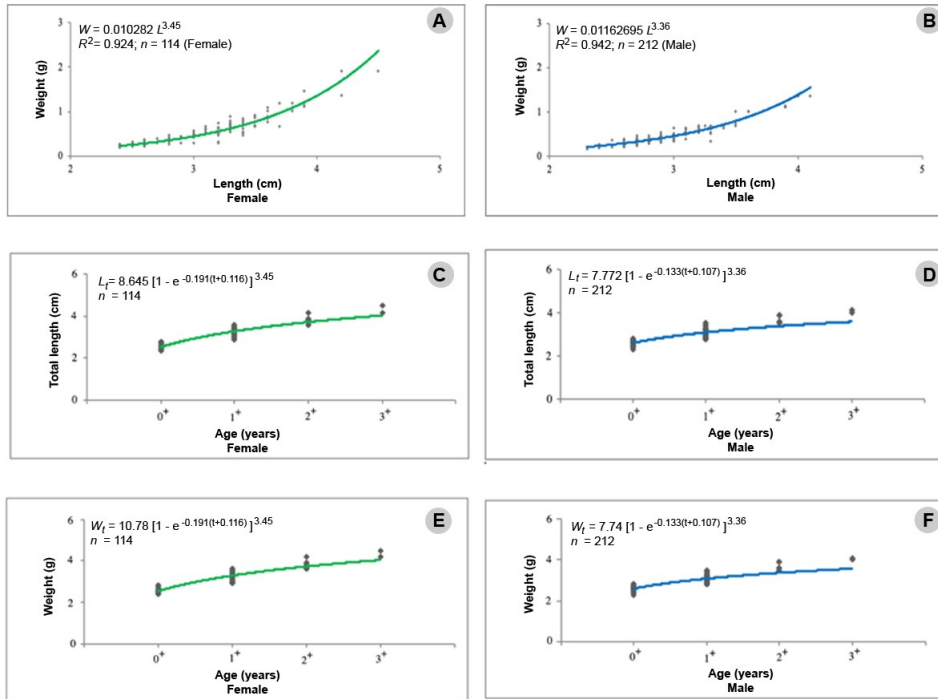 A
W = 0.010282 L^3.45
R^2= 0.924; n = 114 (Female)
Weight (g)
3
2
1
0
2 3 4 5
Length (cm)
Female
B
W = 0.01162695 L^3.36
R^2= 0.942; n = 212 (Male)
Weight (g)
3
2
1
0
2 3 4 5
Length (cm)
Male
C
L_t= 8.645 [1 - e^-0.191(t+0.116)]^3.45
n = 114
Total length (cm)
6
4
2
0
0+ 1+ 2+ 3+
Age (years)
Female
D
L_t= 7.772 [1 - e^-0.133(t+0.107)]^3.36
n = 212
Total length (cm)
6
4
2
0
0+ 1+ 2+ 3+
Age (years)
Male
E
W_t = 10.78 [1 - e^-0.191(t+0.116)]^3.45
n = 114
Weight (g)
6
4
2
0
0+ 1+ 2+ 3+
Age (years)
Female
F
W_t = 7.74 [1 - e^-0.133(t+0.107)]^3.36
n = 212
Weight (g)
6
4
2
0
0+ 1+ 2+ 3+
Age (years)
Male